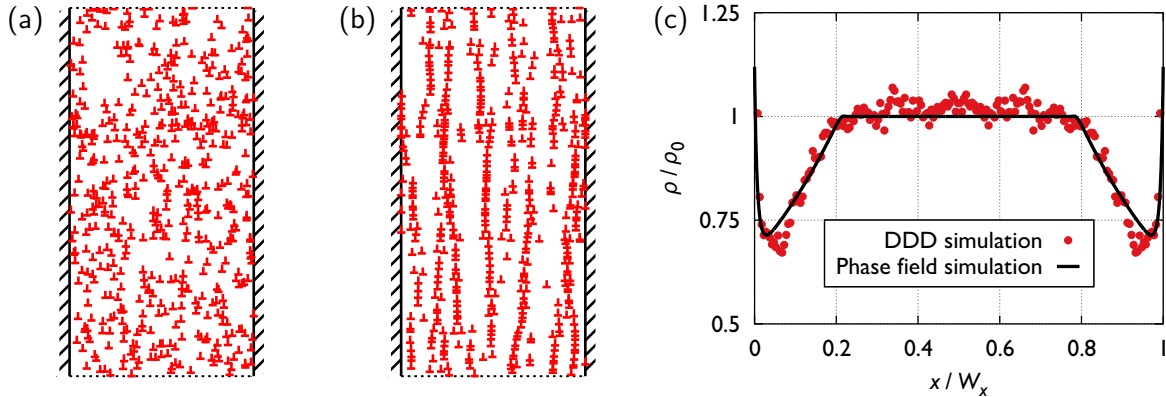 (a)
(b)
(c)
1.25
1
0.75
0.5
ρ / ρ0
DDD simulation
Phase field simulation
0
0.2
0.4
0.6
0.8
1
x / Wx